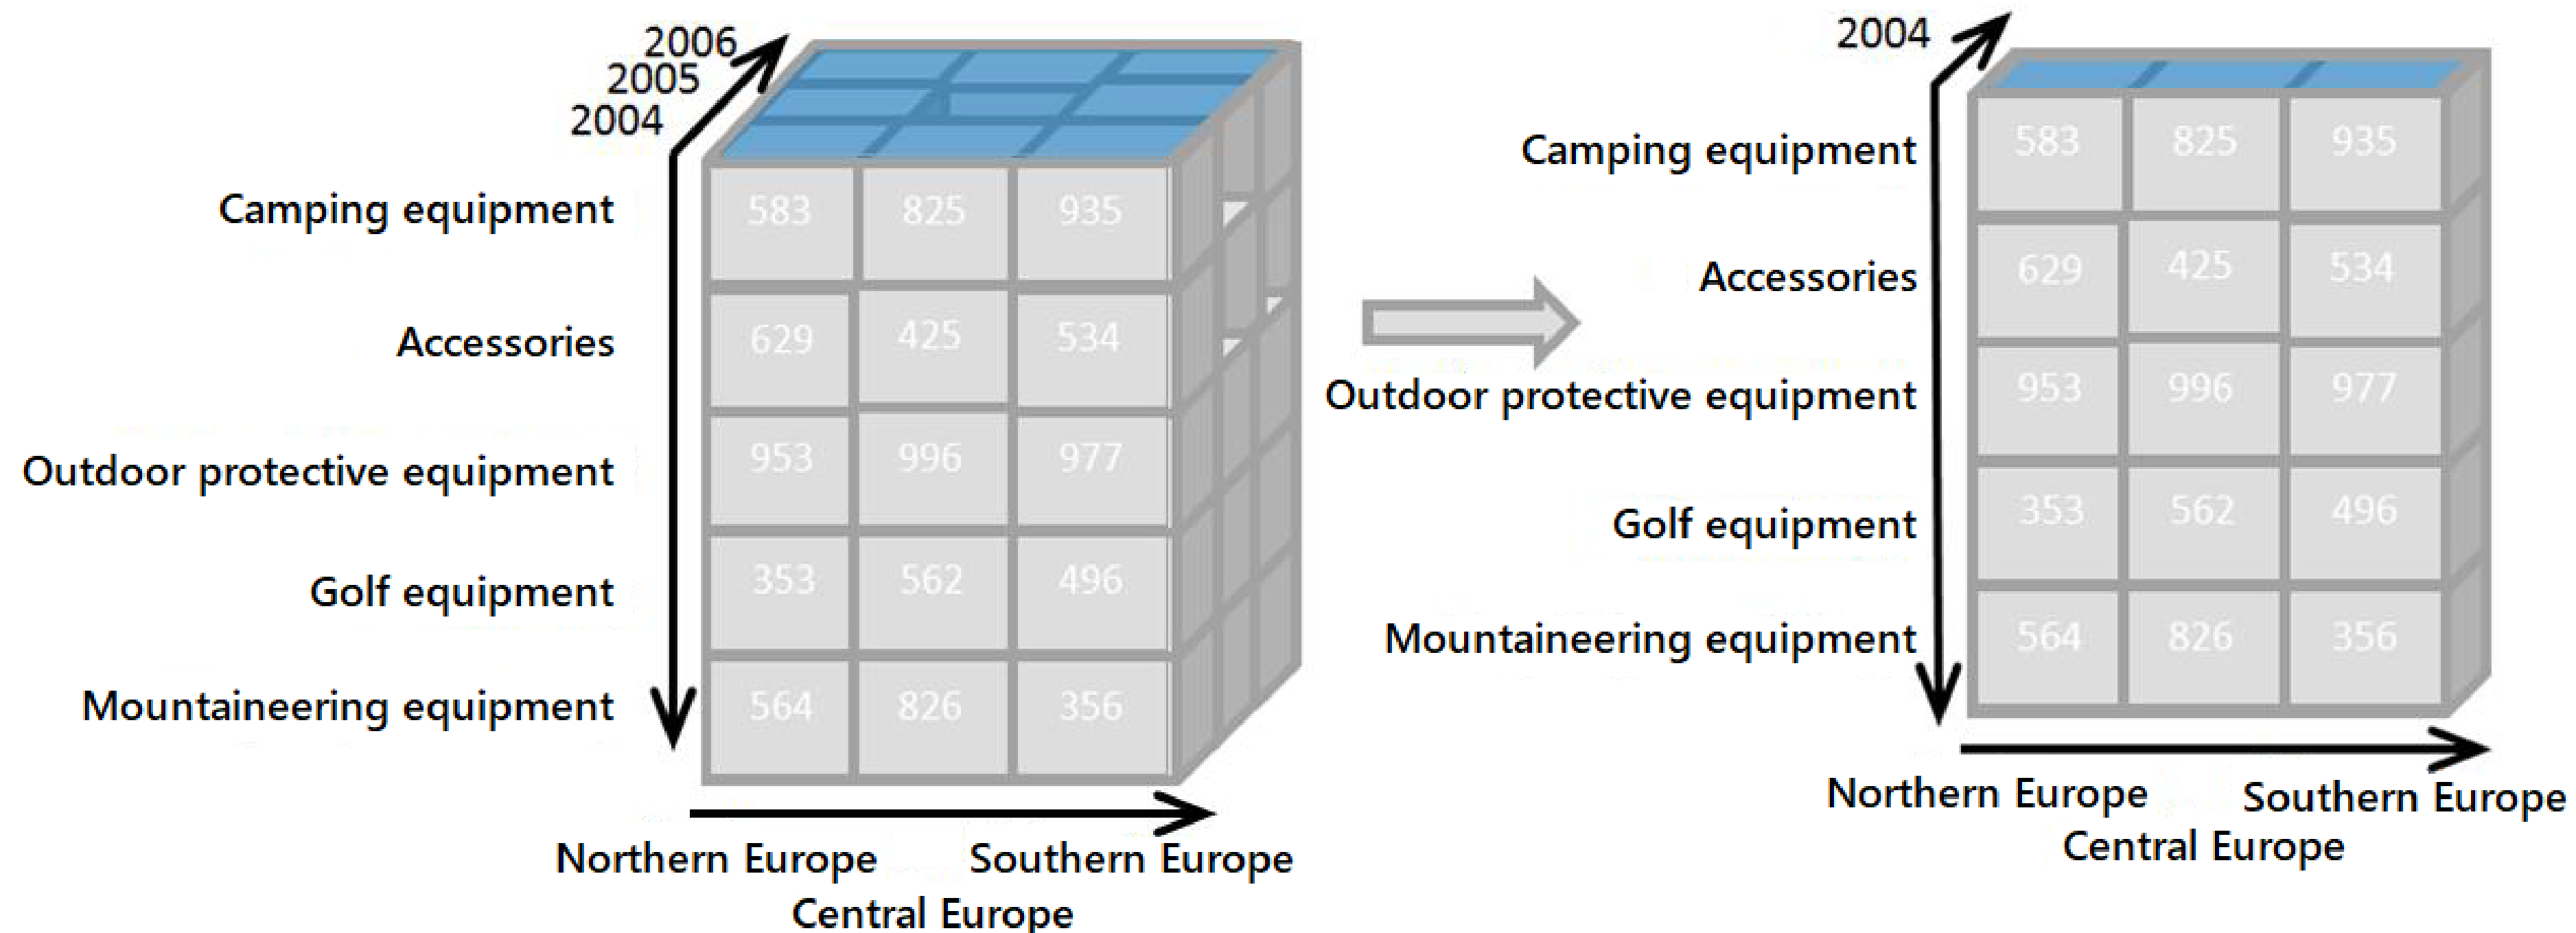 2006
2005
2004
Camping equipment
583 825 935
Accessories
629 425 534
Outdoor protective equipment
953 996 977
Golf equipment
353 562 496
Mountaineering equipment
564 826 356
Northern Europe Southern Europe
Central Europe
2004
Camping equipment
583 825 935
Accessories
629 425 534
Outdoor protective equipment
953 996 977
Golf equipment
353 562 496
Mountaineering equipment
564 826 356
Northern Europe Southern Europe
Central Europe